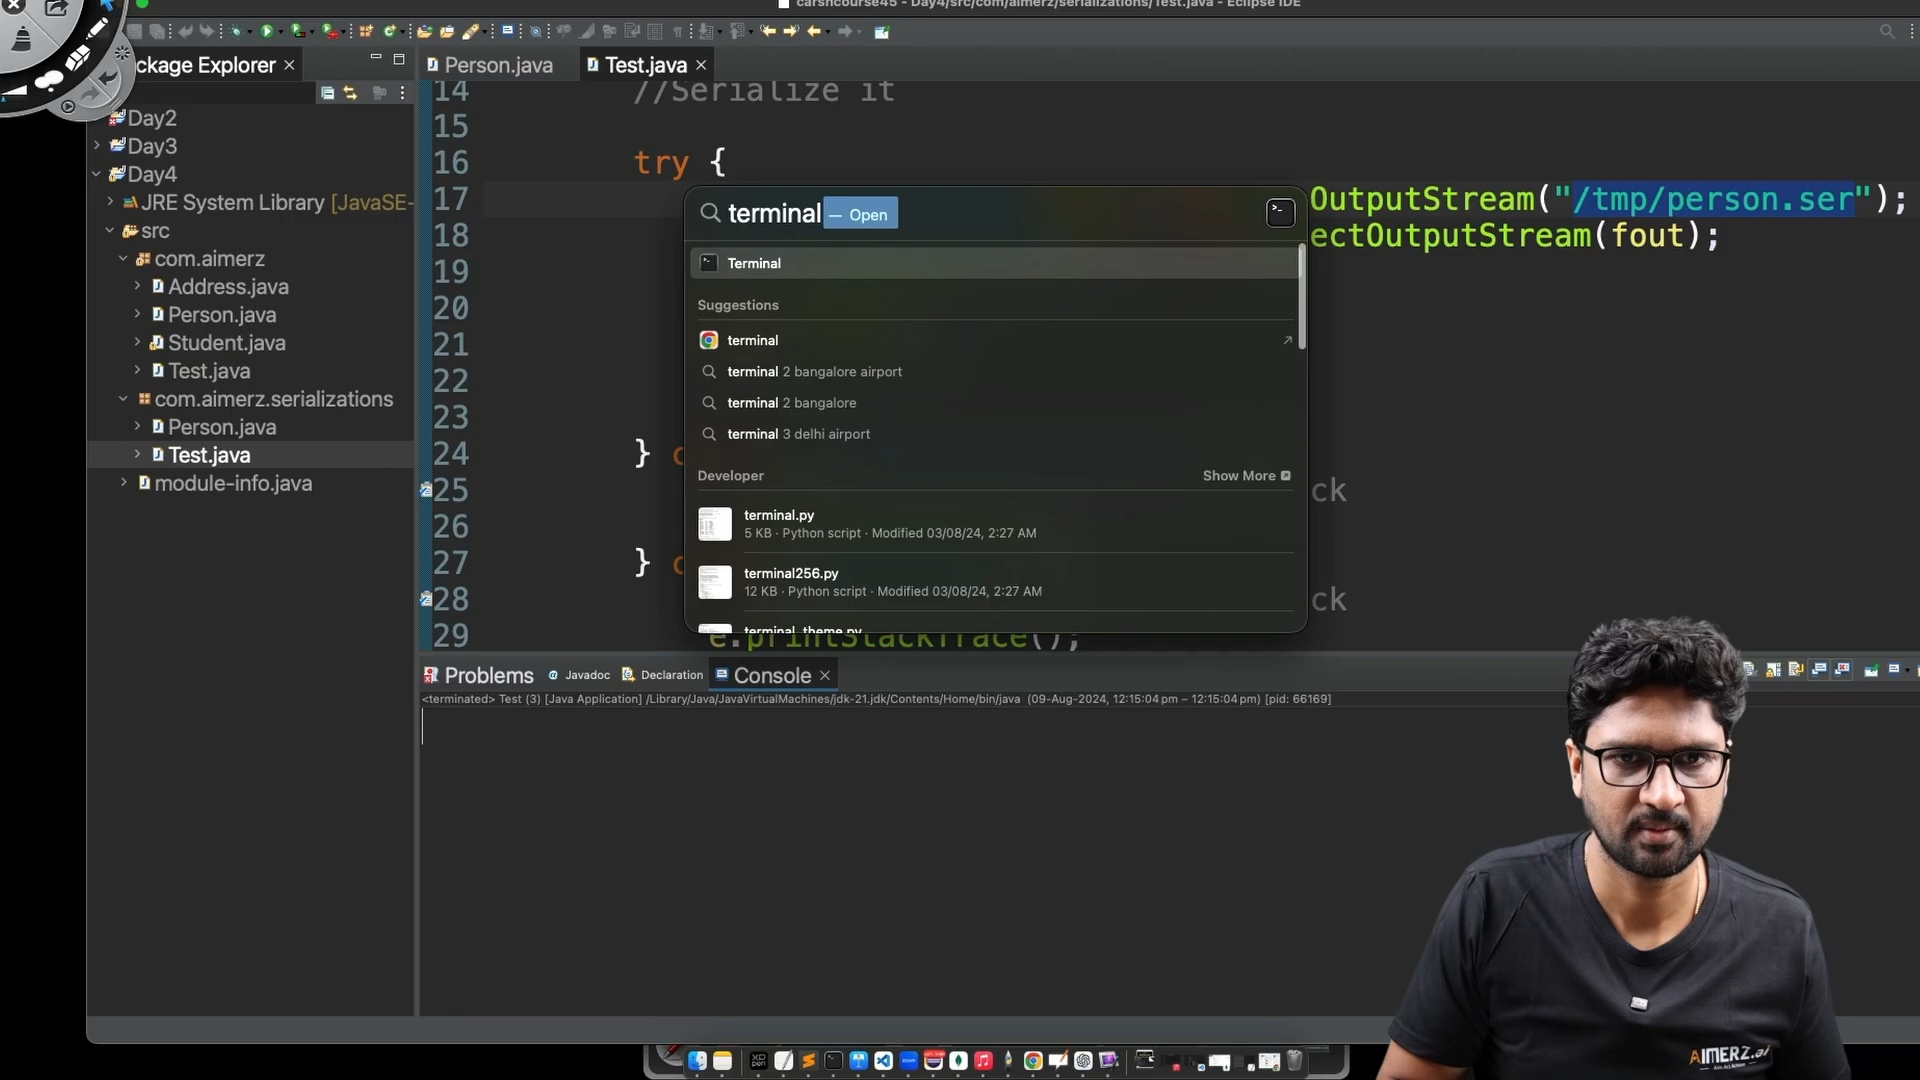 carshcourse45 - Day4/src/com/aimerz/serializations/Test.java - Eclipse IDE
ckage Explorer
Person.java
Test.java
Day2
Day3
Day4
JRE System Library [JavaSE-
src
com.aimerz
Address.java
Person.java
Student.java
Test.java
com.aimerz.serializations
Person.java
Test.java
module-info.java
14 //Serialize it
15
16 try {
17 OutputStream("/tmp/person.ser");
18 ectOutputStream(fout);
19
20
21
22
23
24 } c
25 ck
26
27 } c
28 ck
29 e.printStackTrace();
terminal — Open
Terminal
Suggestions
terminal
terminal 2 bangalore airport
terminal 2 bangalore
terminal 3 delhi airport
Developer Show More
terminal.py
5 KB · Python script · Modified 03/08/24, 2:27 AM
terminal256.py
12 KB · Python script · Modified 03/08/24, 2:27 AM
terminal_theme.py
Problems Javadoc Declaration Console
<terminated> Test (3) [Java Application] /Library/Java/JavaVirtualMachines/jdk-21.jdk/Contents/Home/bin/java (09-Aug-2024, 12:15:04 pm – 12:15:04 pm) [pid: 66169]
AIMERZ.ai